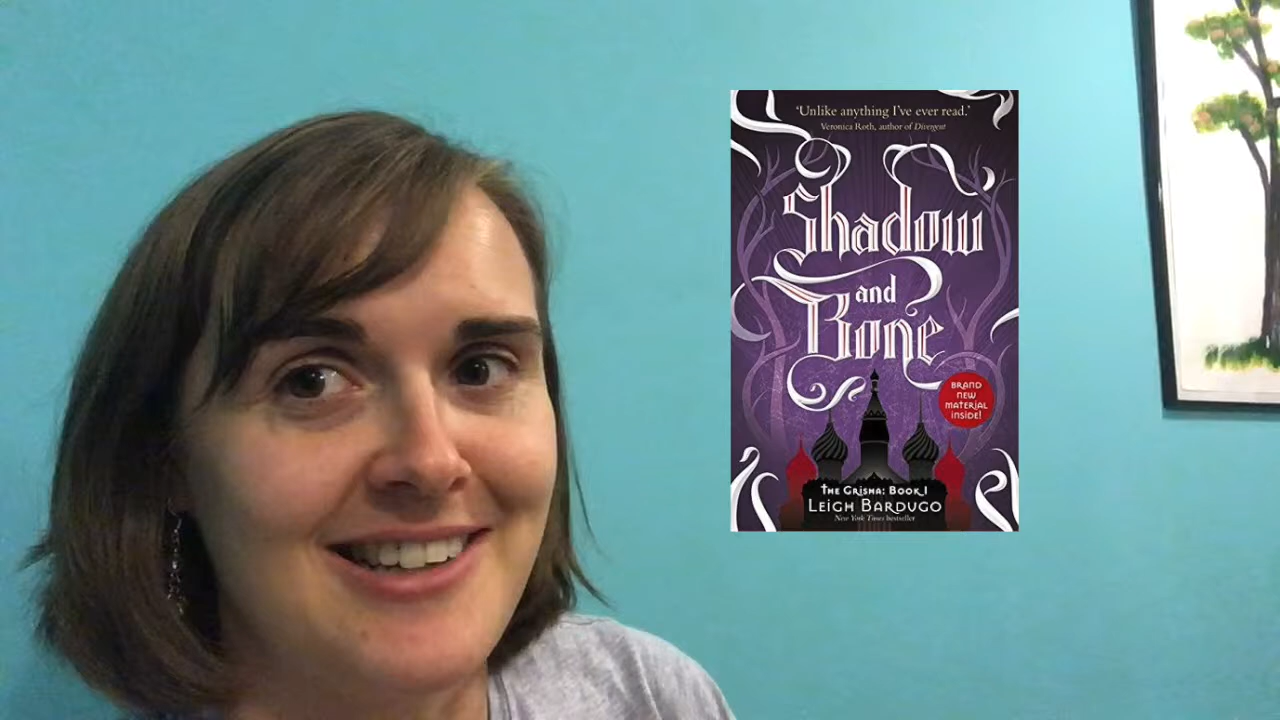 'Unlike anything I've ever read.'
Veronica Roth, author of Divergent
Shadow
and
Bone
BRAND
NEW
MATERIAL
INSIDE!
THE GRISHA: BOOK 1
LEIGH BARDUGO
New York Times bestseller